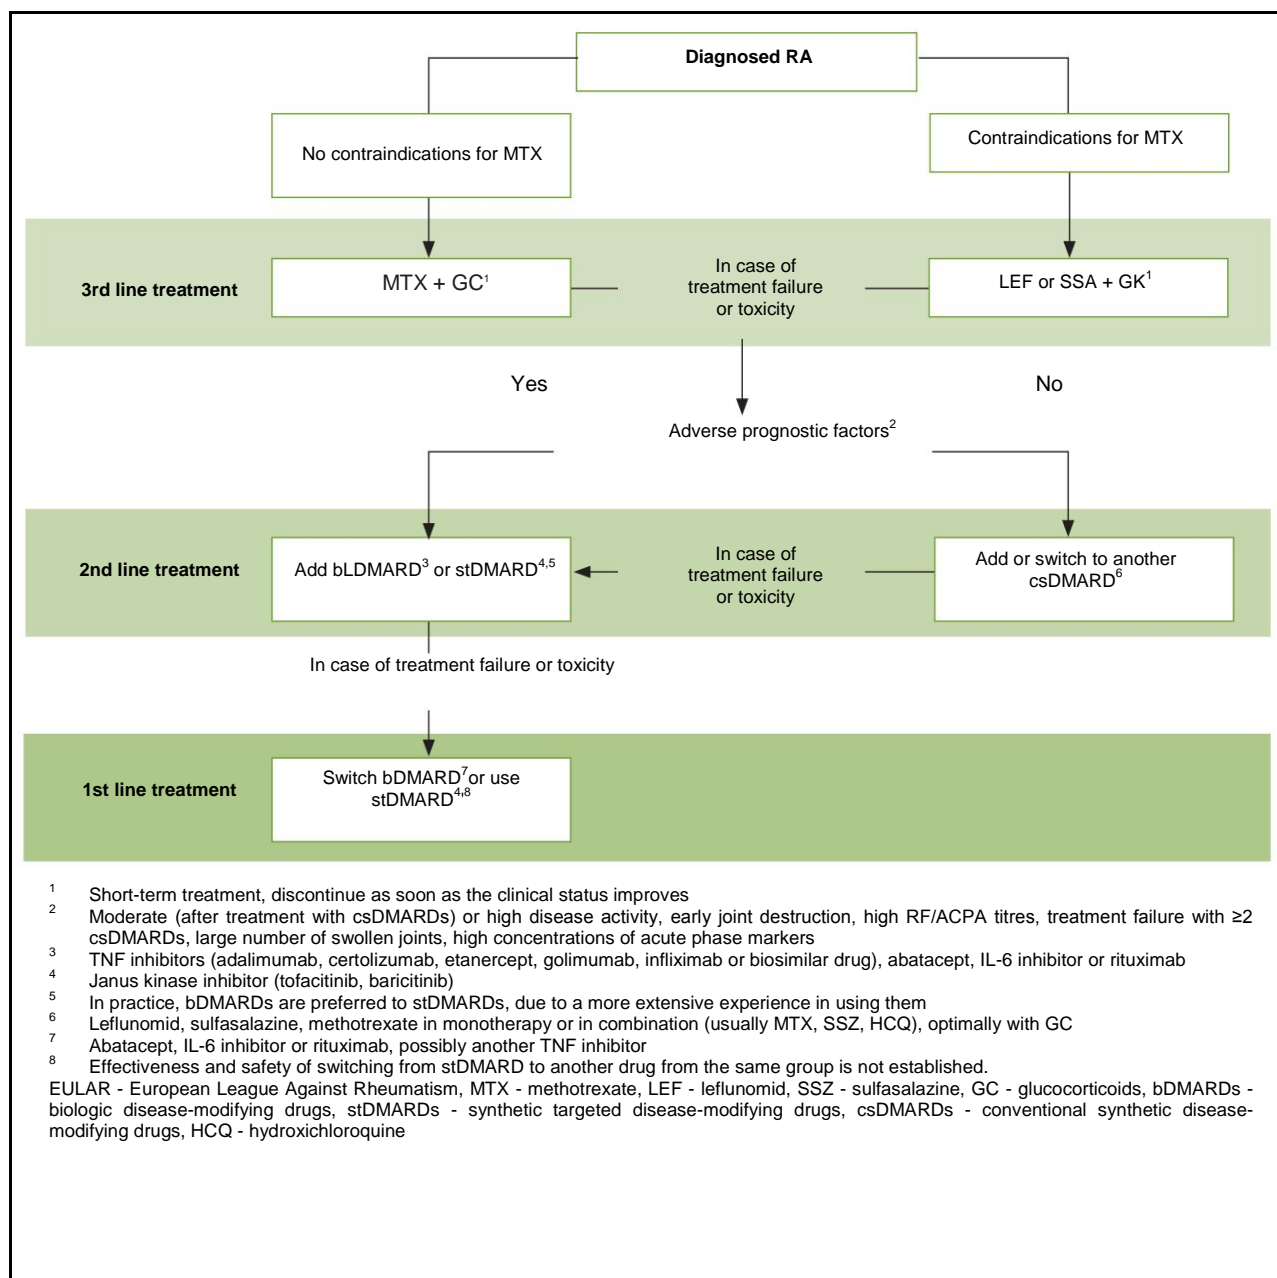 Diagnosed RA
No contraindications for MTX
Contraindications for MTX
3rd line treatment
MTX + GC¹
In case of
treatment failure
or toxicity
LEF or SSA + GK¹
Yes
No
Adverse prognostic factors²
2nd line treatment
Add bLDMARD³ or stDMARD⁴,⁵
In case of
treatment failure
or toxicity
Add or switch to another
csDMARD⁶
In case of treatment failure or toxicity
1st line treatment
Switch bDMARD⁷or use
stDMARD⁴,⁸
¹ Short-term treatment, discontinue as soon as the clinical status improves
² Moderate (after treatment with csDMARDs) or high disease activity, early joint destruction, high RF/ACPA titres, treatment failure with ≥2
csDMARDs, large number of swollen joints, high concentrations of acute phase markers
³ TNF inhibitors (adalimumab, certolizumab, etanercept, golimumab, infliximab or biosimilar drug), abatacept, IL-6 inhibitor or rituximab
⁴ Janus kinase inhibitor (tofacitinib, baricitinib)
⁵ In practice, bDMARDs are preferred to stDMARDs, due to a more extensive experience in using them
⁶ Leflunomid, sulfasalazine, methotrexate in monotherapy or in combination (usually MTX, SSZ, HCQ), optimally with GC
⁷ Abatacept, IL-6 inhibitor or rituximab, possibly another TNF inhibitor
⁸ Effectiveness and safety of switching from stDMARD to another drug from the same group is not established.
EULAR - European League Against Rheumatism, MTX - methotrexate, LEF - leflunomid, SSZ - sulfasalazine, GC - glucocorticoids, bDMARDs -
biologic disease-modifying drugs, stDMARDs - synthetic targeted disease-modifying drugs, csDMARDs - conventional synthetic disease-
modifying drugs, HCQ - hydroxichloroquine